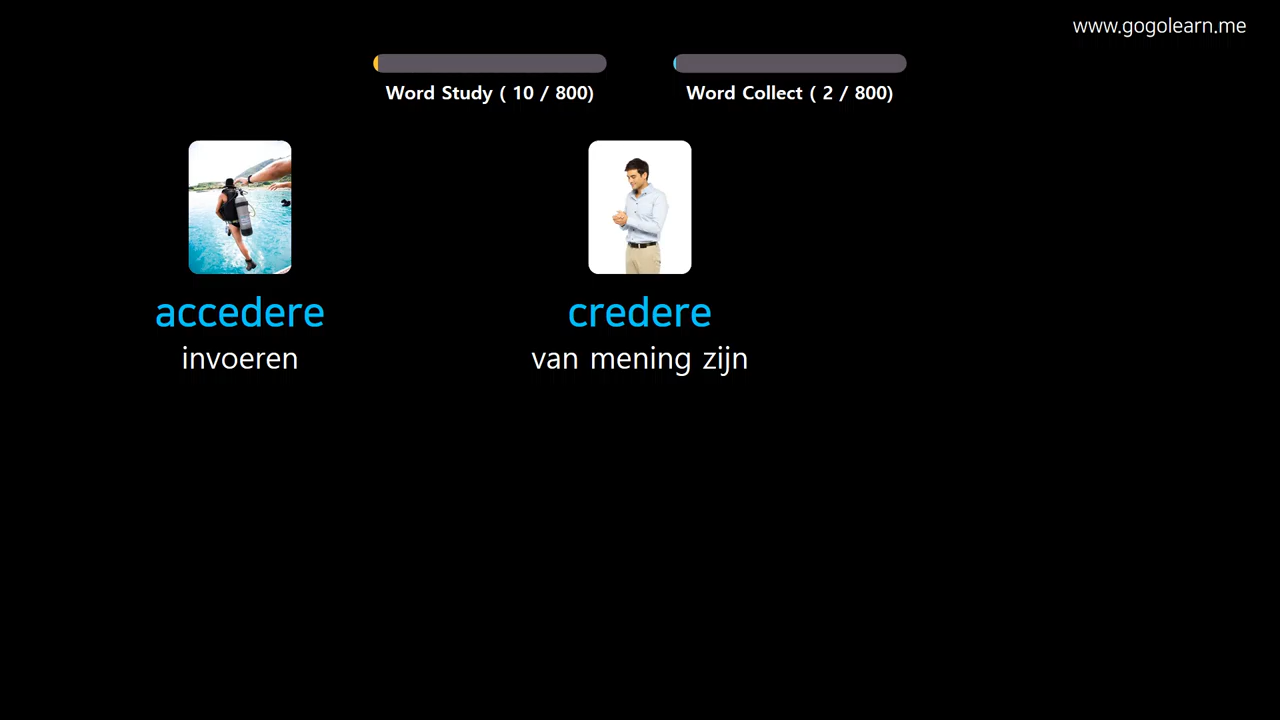 www.gogolearn.me
Word Study ( 10 / 800)
Word Collect ( 2 / 800)
accedere
invoeren
credere
van mening zijn